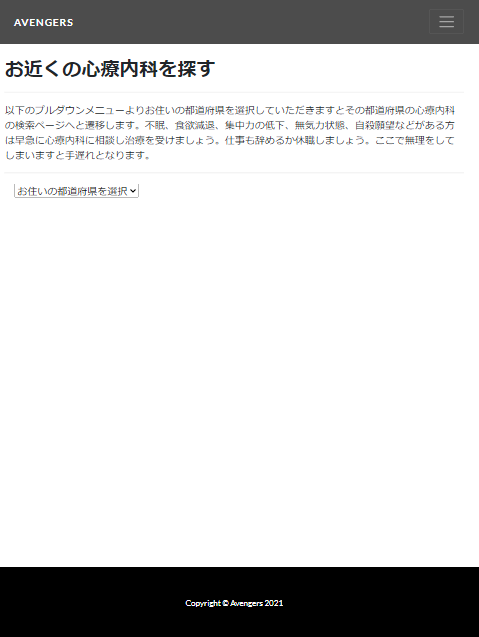 AVENGERS
お近くの心療内科を探す
以下のプルダウンメニューよりお住いの都道府県を選択していただきますとその都道府県の心療内科
の検索ページへと遷移します。不眠、食欲減退、集中力の低下、無気力状態、自殺願望などがある方
は早急に心療内科に相談し治療を受けましょう。仕事も辞めるか休職しましょう。ここで無理をして
しまいますと手遅れとなります。
お住いの都道府県を選択
Copyright © Avengers 2021